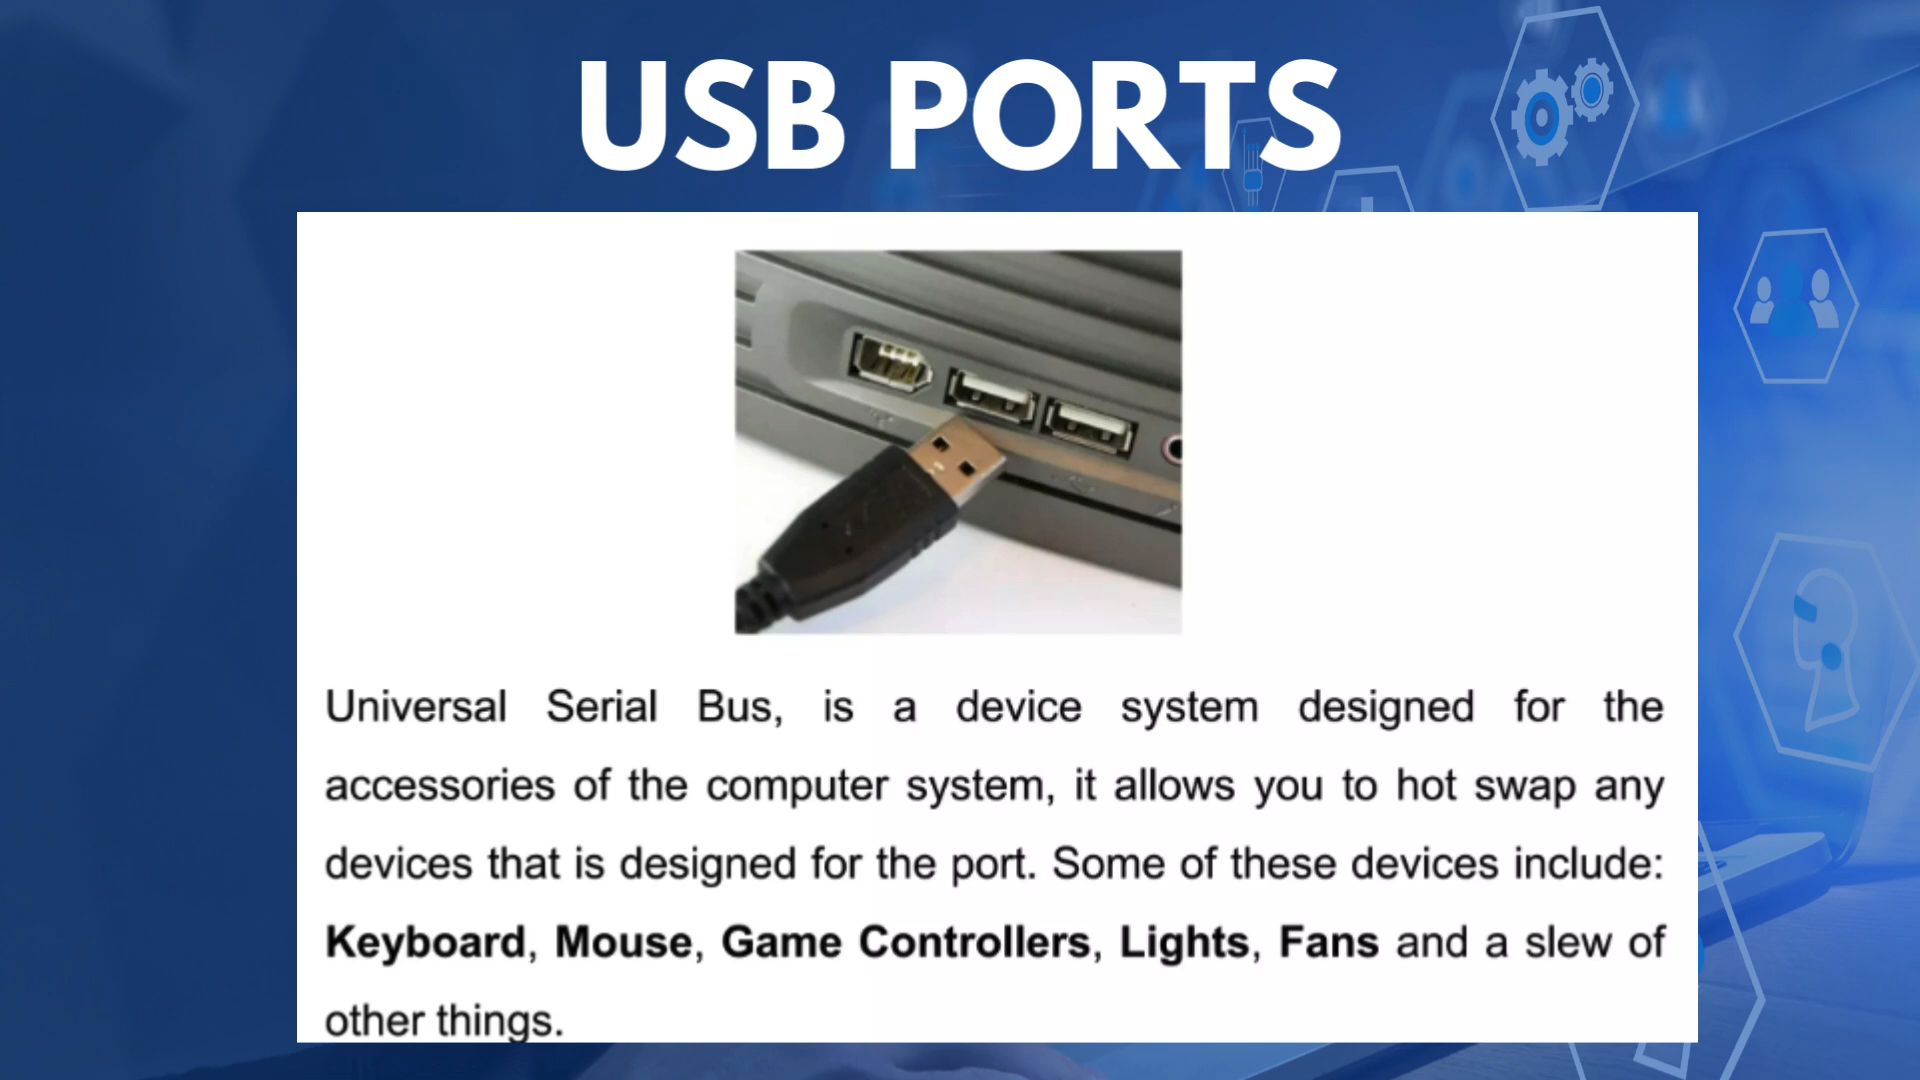 USB PORTS
Universal Serial Bus, is a device system designed for the
accessories of the computer system, it allows you to hot swap any
devices that is designed for the port. Some of these devices include:
Keyboard, Mouse, Game Controllers, Lights, Fans and a slew of
other things.